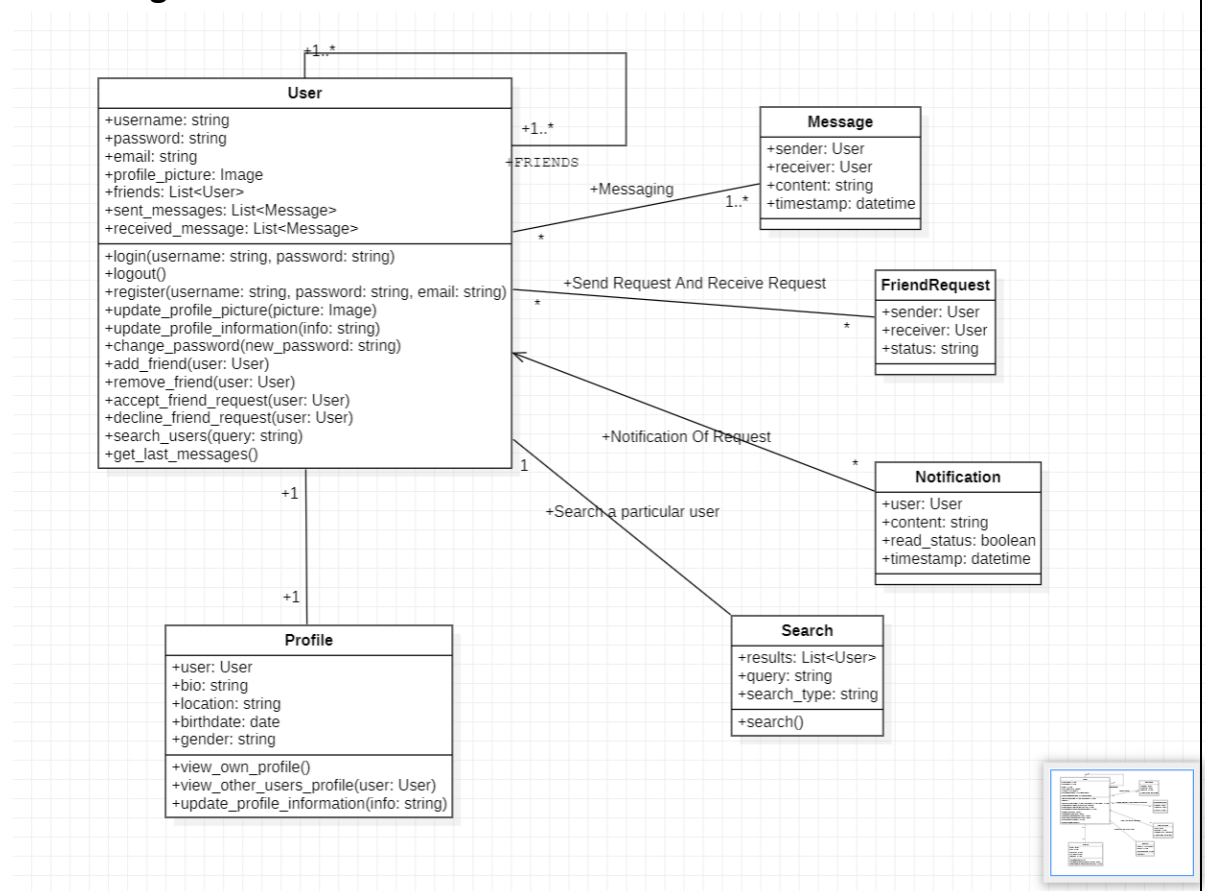 +1..*
User
+username: string
+password: string
+email: string
+profile_picture: Image
+friends: List<User>
+sent_messages: List<Message>
+received_message: List<Message>
+login(username: string, password: string)
+logout()
+register(username: string, password: string, email: string)
+update_profile_picture(picture: Image)
+update_profile_information(info: string)
+change_password(new_password: string)
+add_friend(user: User)
+remove_friend(user: User)
+accept_friend_request(user: User)
+decline_friend_request(user: User)
+search_users(query: string)
+get_last_messages()
+1..*
+FRIENDS
+Messaging
1..*
*
Message
+sender: User
+receiver: User
+content: string
+timestamp: datetime
+Send Request And Receive Request
*
*
FriendRequest
+sender: User
+receiver: User
+status: string
+Notification Of Request
*
Notification
+user: User
+content: string
+read_status: boolean
+timestamp: datetime
1
+Search a particular user
Search
+results: List<User>
+query: string
+search_type: string
+search()
+1
+1
Profile
+user: User
+bio: string
+location: string
+birthdate: date
+gender: string
+view_own_profile()
+view_other_users_profile(user: User)
+update_profile_information(info: string)